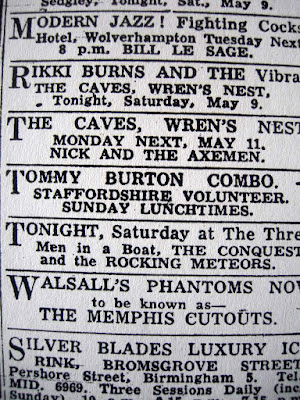 Sedgley, Tonight, Sat., May 9.
MODERN JAZZ! Fighting Cocks
Hotel, Wolverhampton Tuesday Next
8 p.m. BILL LE SAGE.
RIKKI BURNS AND THE Vibra
THE CAVES, WREN'S NEST,
Tonight, Saturday, May 9.
THE CAVES, WREN'S NEST
MONDAY NEXT, MAY 11.
NICK AND THE AXEMEN.
TOMMY BURTON COMBO.
STAFFORDSHIRE VOLUNTEER.
SUNDAY LUNCHTIMES.
TONIGHT, Saturday at The Thre
Men in a Boat, THE CONQUEST
and the ROCKING METEORS.
WALSALL'S PHANTOMS NOW
to be known as—
THE MEMPHIS CUTOUTS.
SILVER BLADES LUXURY IC
RINK, BROMSGROVE STREET
Pershore Street, Birmingham 5. Tel
MID. 6969. Three Sessions Daily (inc